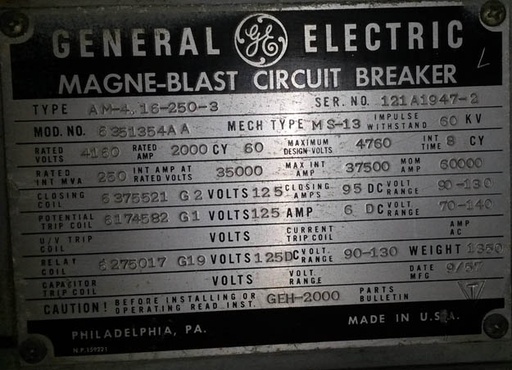 GENERAL GE ELECTRIC
MAGNE-BLAST CIRCUIT BREAKER
TYPE AM-4.16-250-3 SER. NO. 121A1947-2
MOD. NO. 6351354AA MECH TYPE MS-13 IMPULSE WITHSTAND 60 KV
RATED VOLTS 4160 RATED AMP 2000 CY 60 MAXIMUM DESIGN VOLTS 4760 INT TIME 8 CY
RATED INT MVA 250 INT AMP AT RATED VOLTS 35000 MAX INT AMP 37500 MOM AMP 60000
CLOSING COIL 6375521 G2 VOLTS 125 CLOSING AMPS 95 DC VOLT. RANGE 90-130
POTENTIAL TRIP COIL 6174582 G1 VOLTS 125 AMP 6 DC VOLT. RANGE 70-140
U/V TRIP COIL VOLTS CURRENT TRIP COIL AMP AC
RELAY COIL 6275017 G19 VOLTS 125DC VOLT. RANGE 90-130 WEIGHT 1350
CAPACITOR TRIP COIL VOLTS VOLT. RANGE DATE MFG 9/57
CAUTION! BEFORE INSTALLING OR OPERATING READ INST. GEH-2000 PARTS BULLETIN
PHILADELPHIA, PA. MADE IN U.S.A.
N.P.